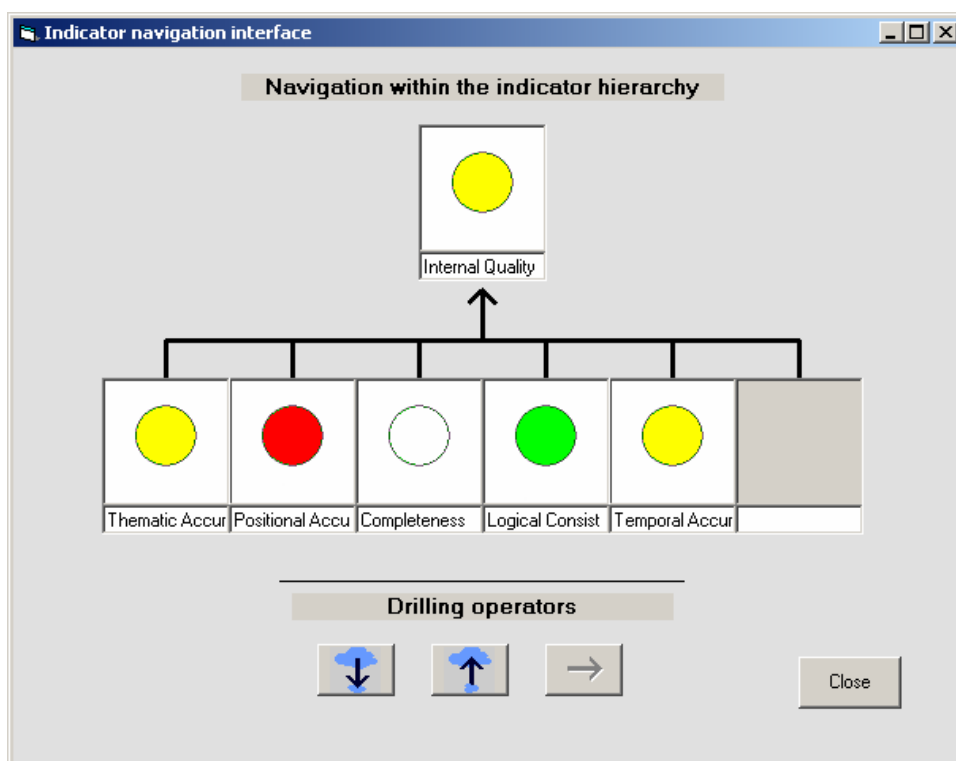 Indicator navigation interface
Navigation within the indicator hierarchy
Internal Quality
Thematic Accur
Positional Accu
Completeness
Logical Consist
Temporal Accur
Drilling operators
Close